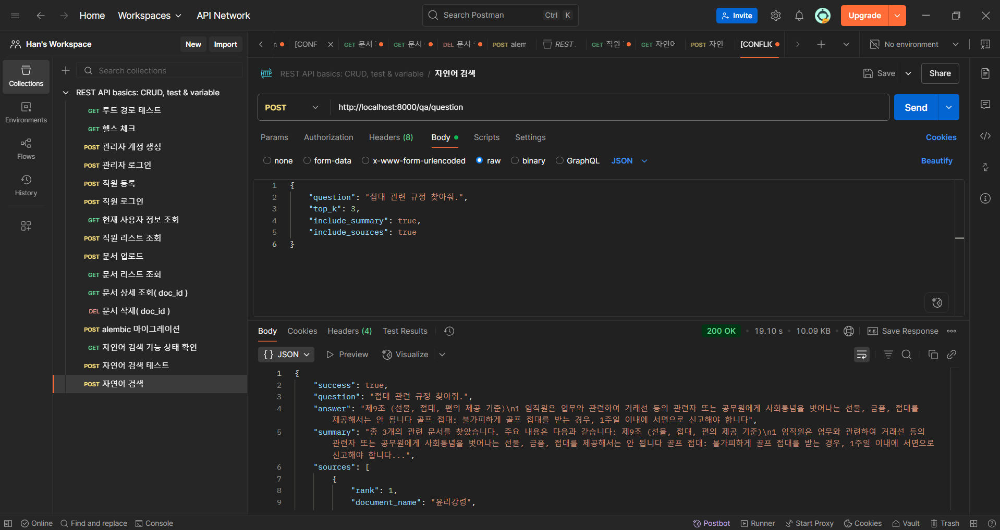 Home Workspaces API Network Search Postman Ctrl K Invite Upgrade
Han's Workspace New Import
[CONF GET 문서 GET 문서 DEL 문서 POST alem REST GET 직원 GET 자연어 POST 자연 [CONFLIC No environment
Collections
Environments
Flows
History
Search collections
REST API basics: CRUD, test & variable
GET 루트 경로 테스트
GET 헬스 체크
POST 관리자 계정 생성
POST 관리자 로그인
POST 직원 등록
POST 직원 로그인
GET 현재 사용자 정보 조회
POST 직원 리스트 조회
POST 문서 업로드
GET 문서 리스트 조회
GET 문서 상세 조회( doc_id )
DEL 문서 삭제( doc_id )
POST alembic 마이그레이션
GET 자연어 검색 기능 상태 확인
POST 자연어 검색 테스트
POST 자연어 검색
HTTP REST API basics: CRUD, test & variable / 자연어 검색 Save Share
POST http://localhost:8000/qa/question Send
Params Authorization Headers (8) Body Scripts Settings Cookies
none form-data x-www-form-urlencoded raw binary GraphQL JSON Beautify
1 {
2 "question": "접대 관련 규정 찾아줘.",
3 "top_k": 3,
4 "include_summary": true,
5 "include_sources": true
6 }
Body Cookies Headers (4) Test Results 200 OK 19.10 s 10.09 KB e.g. Save Response
{} JSON Preview Visualize
1 {
2 "success": true,
3 "question": "접대 관련 규정 찾아줘.",
4 "answer": "제9조 (선물, 접대, 편의 제공 기준)\n1 임직원은 업무와 관련하여 거래선 등의 관련자 또는 공무원에게 사회통념을 벗어나는 선물, 금품, 접대를
제공해서는 안 됩니다 골프 접대: 불가피하게 골프 접대를 받는 경우, 1주일 이내에 서면으로 신고해야 합니다",
5 "summary": "총 3개의 관련 문서를 찾았습니다. 주요 내용은 다음과 같습니다: 제9조 (선물, 접대, 편의 제공 기준)\n1 임직원은 업무와 관련하여 거래선 등의
관련자 또는 공무원에게 사회통념을 벗어나는 선물, 금품, 접대를 제공해서는 안 됩니다 골프 접대: 불가피하게 골프 접대를 받는 경우, 1주일 이내에 서면으로
신고해야 합니다...",
6 "sources": [
7 {
8 "rank": 1,
9 "document_name": "윤리강령",
Online Find and replace Console Postbot Runner Start Proxy Cookies Vault Trash